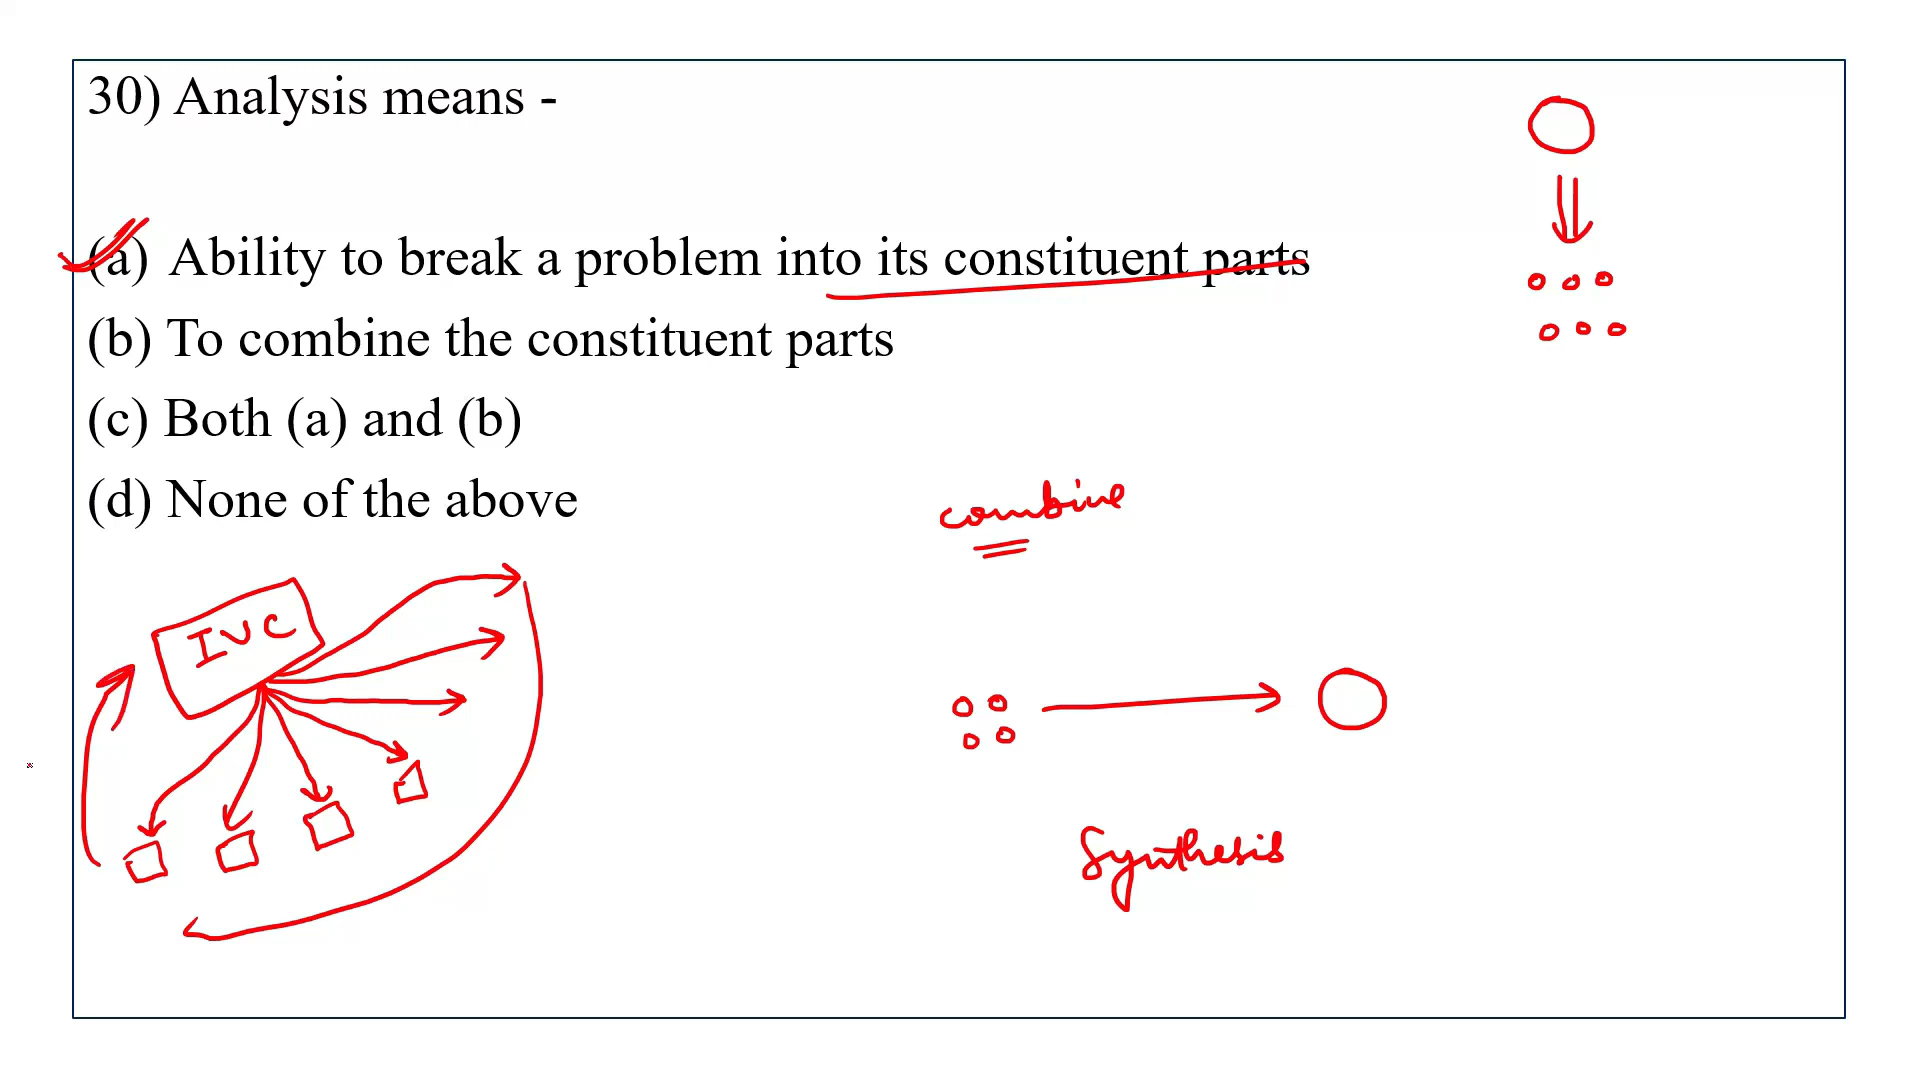 30) Analysis means -
(a) Ability to break a problem into its constituent parts
(b) To combine the constituent parts
(c) Both (a) and (b)
(d) None of the above
combine
IVC
Synthesis